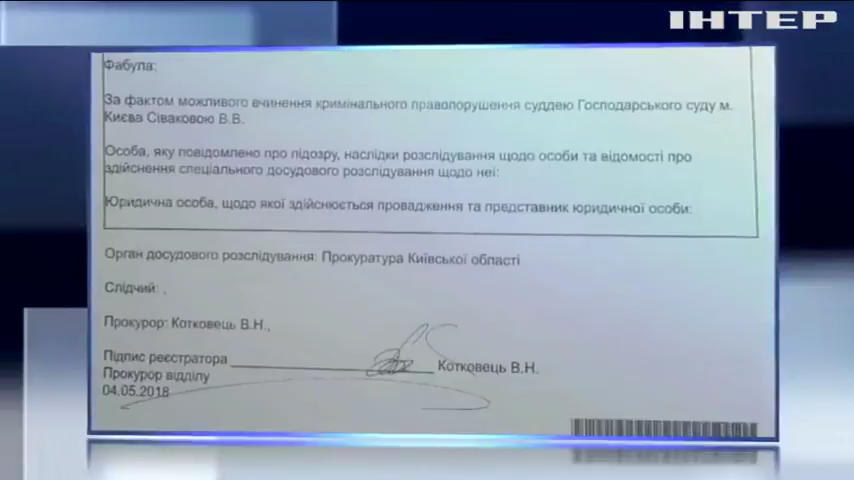 ІНТЕР
Фабула:
За фактом можливого вчинення кримінального правопорушення суддею Господарського суду м.
Києва Сіваковою В.В.
Особа, яку повідомлено про підозру, наслідки розслідування щодо особи та відомості про
здійснення спеціального досудового розслідування щодо неї:
Юридична особа, щодо якої здійснюється провадження та представник юридичної особи:
Орган досудового розслідування: Прокуратура Київської області
Слідчий: ,
Прокурор: Котковець В.Н.,
Підпис реєстратора Котковець В.Н.
Прокурор відділу
04.05.2018